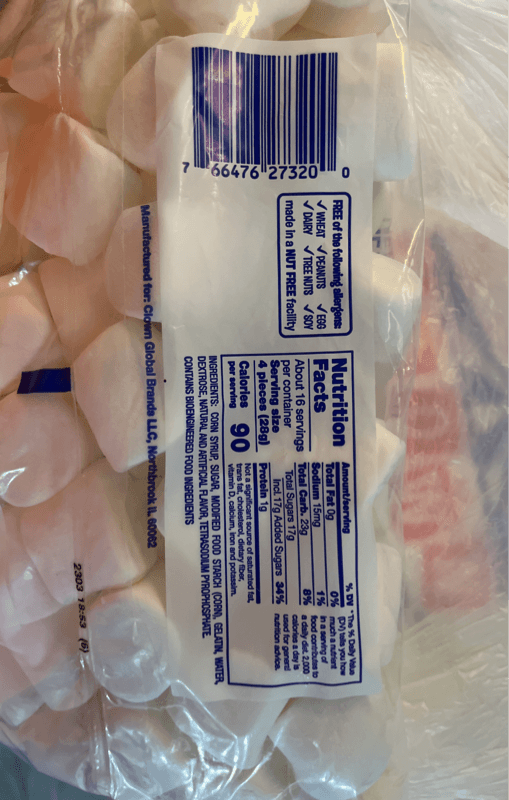 7 66476 27320 0
FREE of the following allergens:
✓ WHEAT ✓ PEANUTS ✓ EGG
✓ DAIRY ✓ TREE NUTS ✓ SOY
made in a NUT FREE facility
Nutrition
Facts
About 16 servings
per container
Serving size
4 pieces (28g)
Calories 90
per serving
Amount/serving % DV
Total Fat 0g 0%
Sodium 15mg 1%
Total Carb. 23g 8%
Total Sugars 17g
Incl. 17g Added Sugars 34%
Protein 1g
Not a significant source of saturated fat,
trans fat, cholesterol, dietary fiber,
vitamin D, calcium, iron and potassium.
*The % Daily Value
(DV) tells you how
much a nutrient
in a serving of
food contributes to
a daily diet. 2,000
calories a day is
used for general
nutrition advice.
INGREDIENTS: CORN SYRUP, SUGAR, MODIFIED FOOD STARCH (CORN), GELATIN, WATER,
DEXTROSE, NATURAL AND ARTIFICIAL FLAVOR, TETRASODIUM PYROPHOSPHATE.
CONTAINS BIOENGINEERED FOOD INGREDIENTS
Manufactured for: Clown Global Brands LLC, Northbrook IL 60062
2303 18:53 (9)